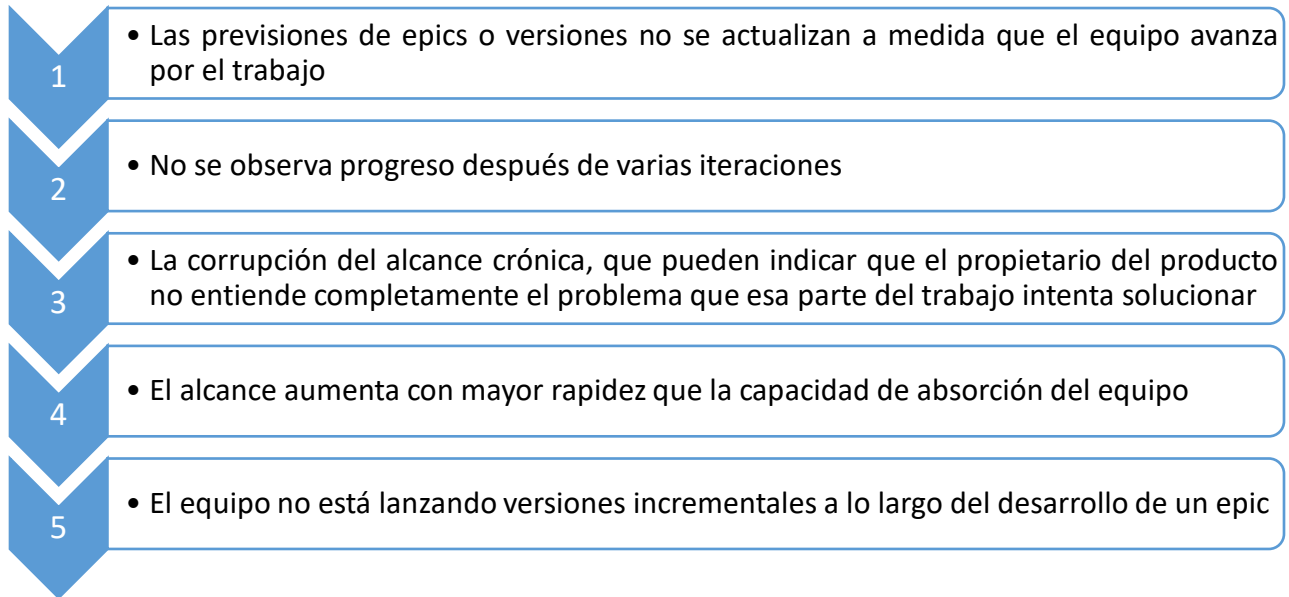 1
• Las previsiones de epics o versiones no se actualizan a medida que el equipo avanza
por el trabajo
2
• No se observa progreso después de varias iteraciones
3
• La corrupción del alcance crónica, que pueden indicar que el propietario del producto
no entiende completamente el problema que esa parte del trabajo intenta solucionar
4
• El alcance aumenta con mayor rapidez que la capacidad de absorción del equipo
5
• El equipo no está lanzando versiones incrementales a lo largo del desarrollo de un epic